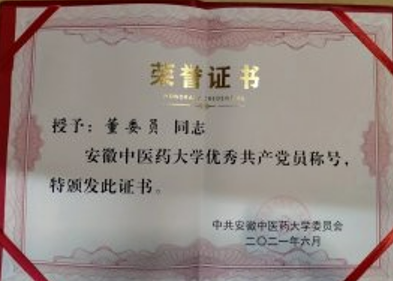 荣誉证书
授予：董委员 同志
安徽中医药大学优秀共产党员称号，
特颁发此证书。
中共安徽中医药大学委员会
二〇二一年六月